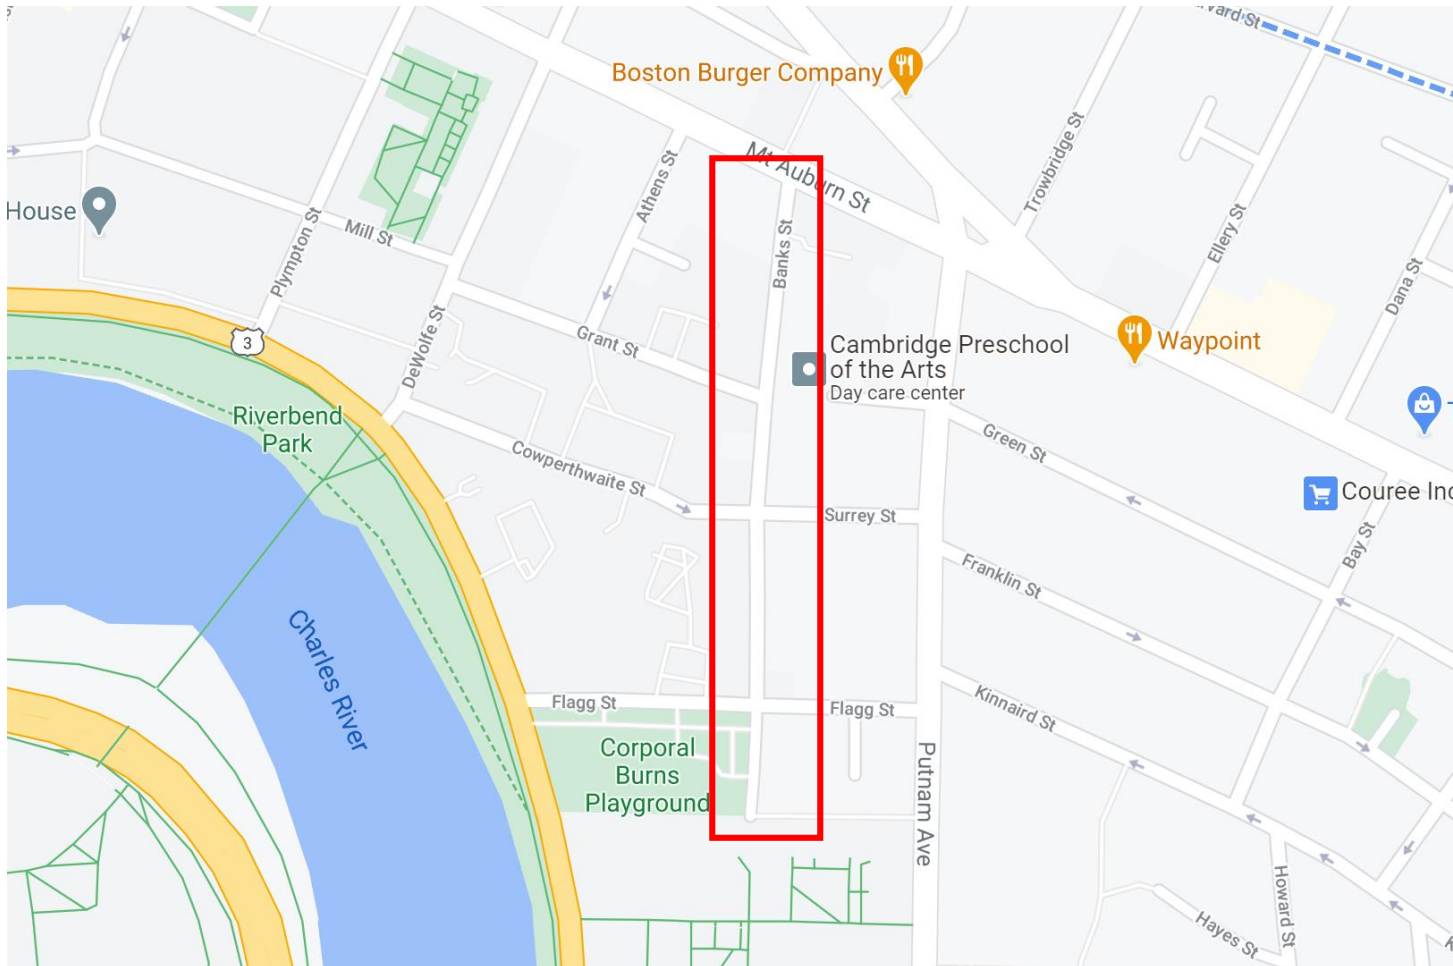 Boston Burger Company
Mt Auburn St
Trowbridge St
Athens St
House
Plympton St
Mill St
Banks St
Ellery St
Dana St
3
DeWolfe St
Grant St
Cambridge Preschool
of the Arts
Day care center
Waypoint
Riverbend
Park
Green St
Cowperthwaite St
Surrey St
Couree Inc
Bay St
Franklin St
Charles River
Flagg St
Flagg St
Kinnaird St
Corporal
Burns
Playground
Putnam Ave
Howard St
Hayes St